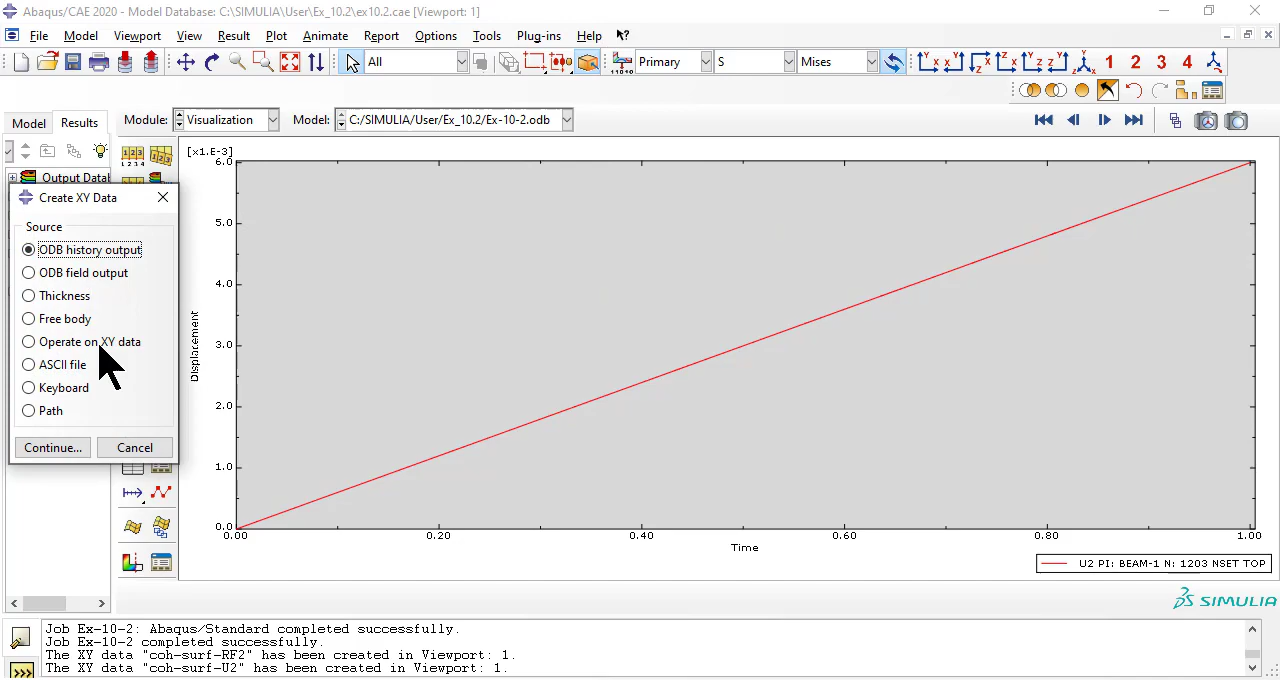 Abaqus/CAE 2020 - Model Database: C:\SIMULIA\User\Ex_10.2\ex10.2.cae [Viewport: 1]
File Model Viewport View Result Plot Animate Report Options Tools Plug-ins Help
All Primary S Mises 1 2 3 4
Model Results Module: Visualization Model: C:/SIMULIA/User/Ex_10.2/Ex-10-2.odb
Output Datab
Create XY Data
Source
ODB history output
ODB field output
Thickness
Free body
Operate on XY data
ASCII file
Keyboard
Path
Continue... Cancel
[x1.E-3]
6.0
5.0
4.0
3.0
2.0
1.0
0.0
Displacement
0.00 0.20 0.40 0.60 0.80 1.00
Time
U2 PI: BEAM-1 N: 1203 NSET TOP
SIMULIA
Job Ex-10-2: Abaqus/Standard completed successfully.
Job Ex-10-2 completed successfully.
The XY data "coh-surf-RF2" has been created in Viewport: 1.
The XY data "coh-surf-U2" has been created in Viewport: 1.